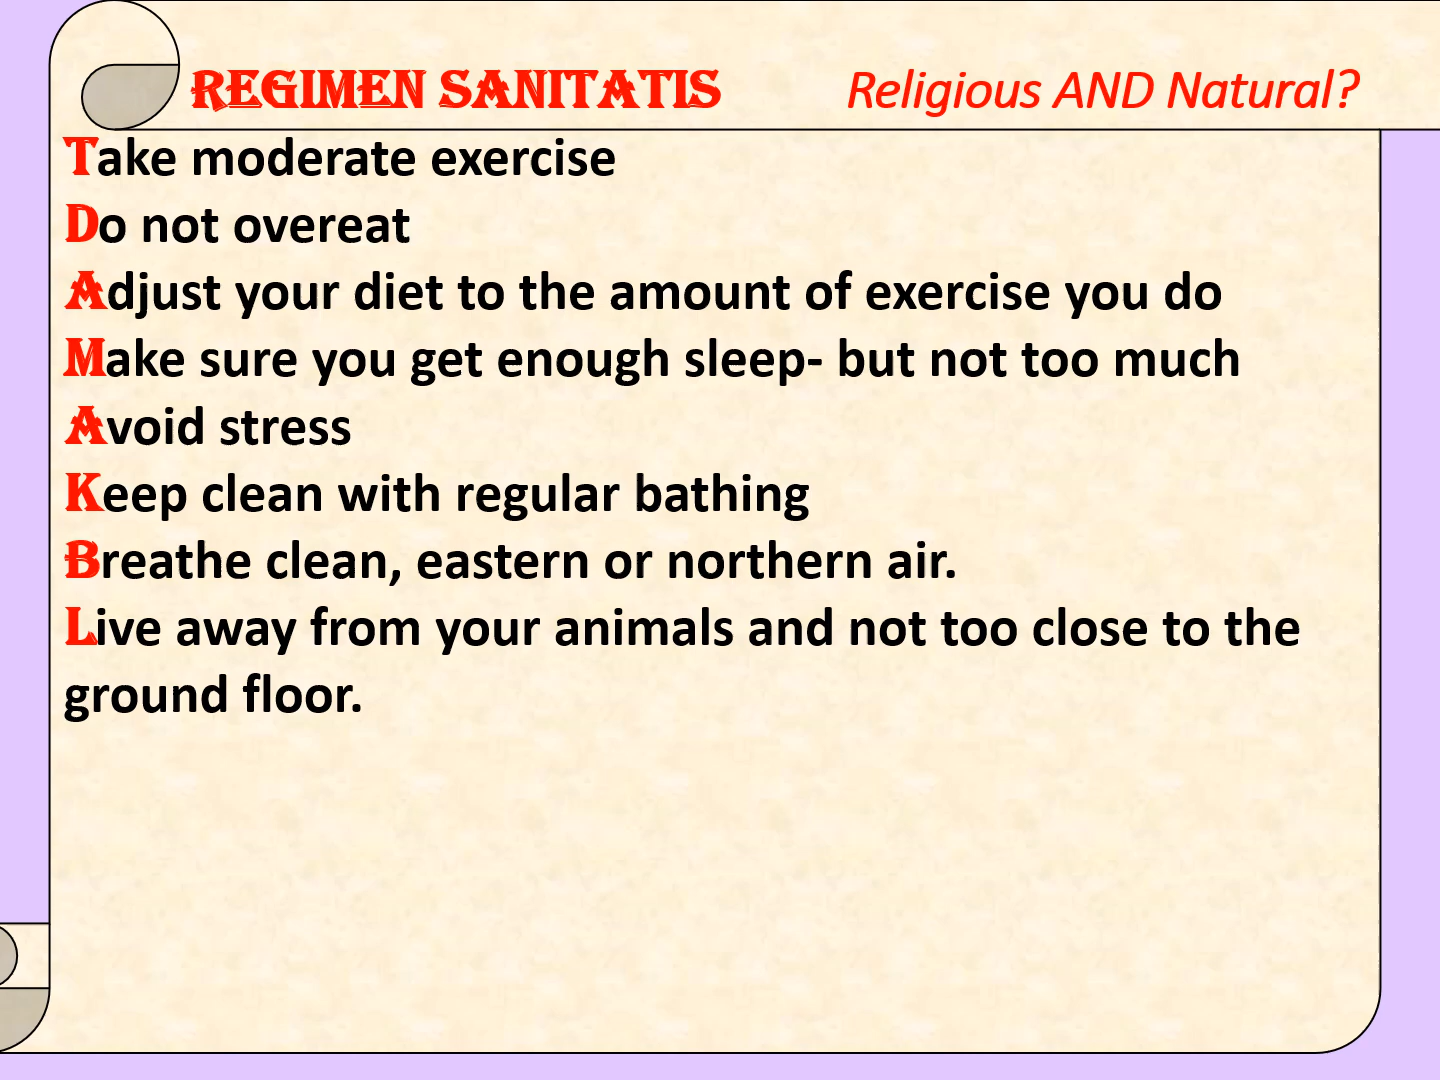 REGIMEN SANITATIS Religious AND Natural?
Take moderate exercise
Do not overeat
Adjust your diet to the amount of exercise you do
Make sure you get enough sleep- but not too much
Avoid stress
Keep clean with regular bathing
Breathe clean, eastern or northern air.
Live away from your animals and not too close to the
ground floor.